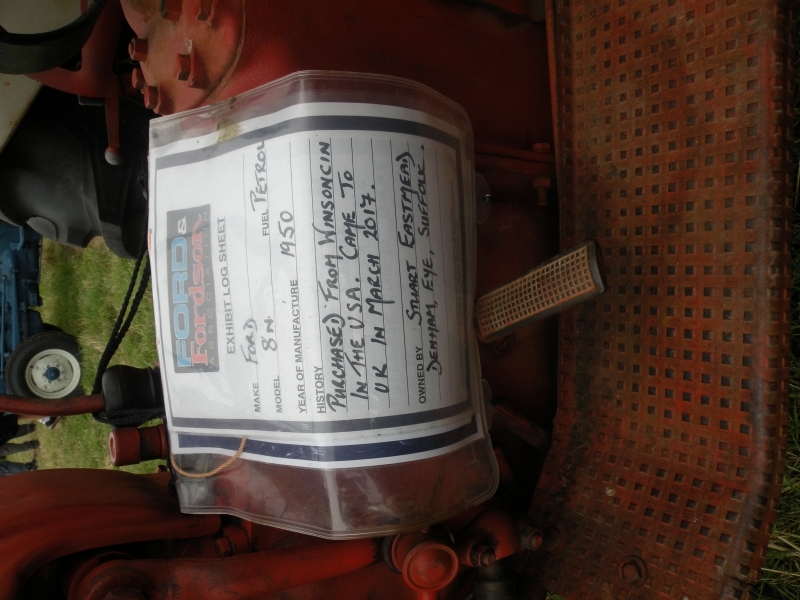 FORD &
Fordson
EXHIBIT LOG SHEET
MAKE FORD FUEL PETROL
MODEL 8N
YEAR OF MANUFACTURE 1950
HISTORY
PURCHASED FROM WINSONCIN
IN THE USA. CAME TO
UK IN MARCH 2017.
OWNED BY STUART EASTMEAD
DENHAM, EYE, SUFFOLK.